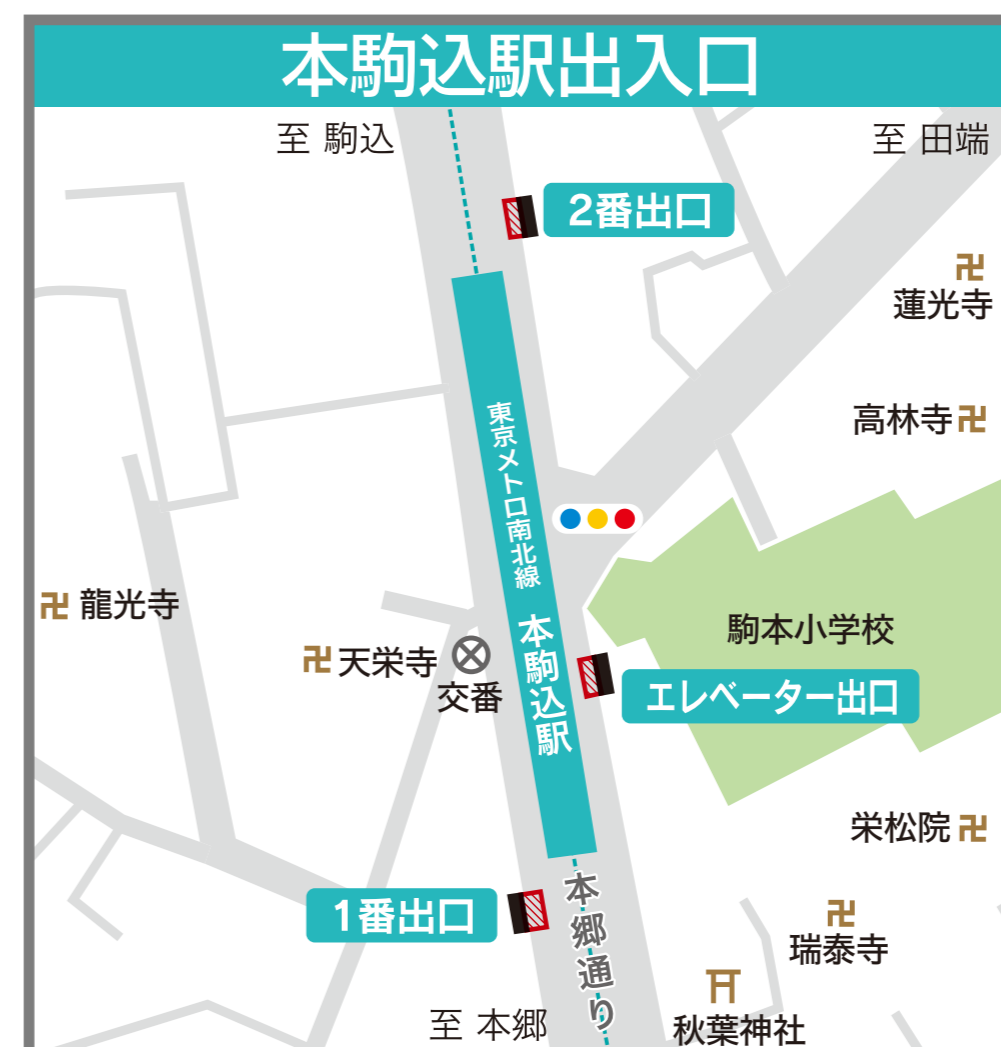 本駒込駅出入口
至 駒込
至 田端
2番出口
蓮光寺
高林寺
東京メトロ南北線 本駒込駅
龍光寺
天栄寺
交番
駒本小学校
エレベーター出口
栄松院
1番出口
本郷通り
瑞泰寺
至 本郷
秋葉神社